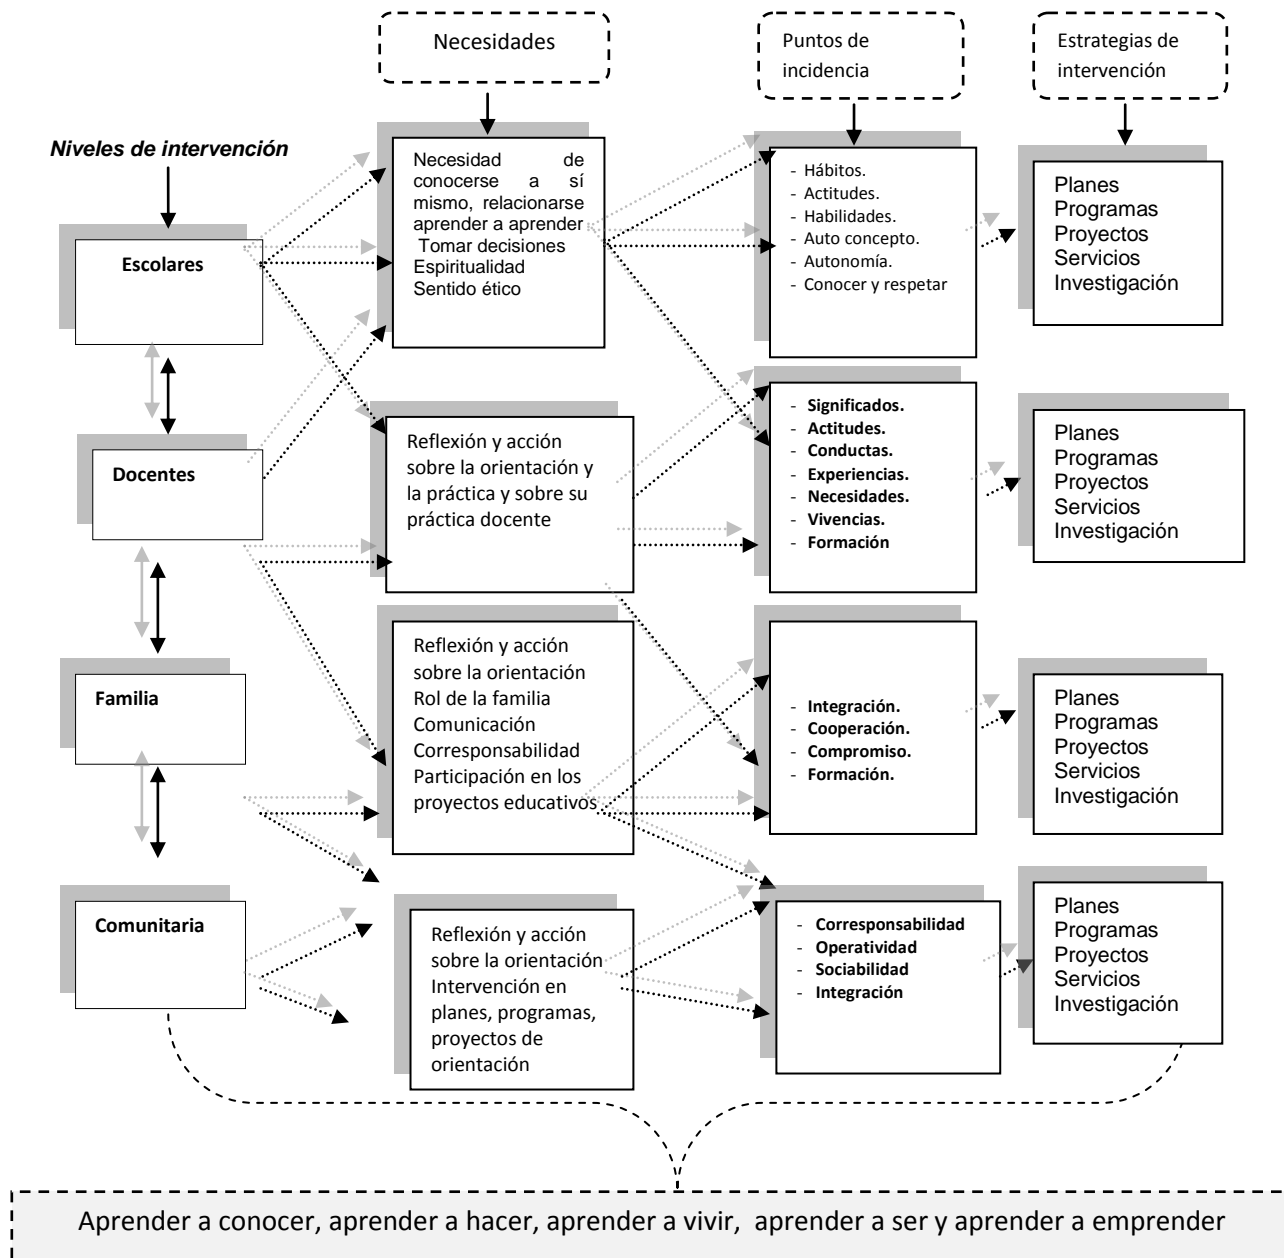 Necesidades
Puntos de
incidencia
Estrategias de
intervención
Niveles de intervención
Escolares
Necesidad de
conocerse a sí
mismo, relacionarse
aprender a aprender
Tomar decisiones
Espiritualidad
Sentido ético
- Hábitos.
- Actitudes.
- Habilidades.
- Auto concepto.
- Autonomía.
- Conocer y respetar
Planes
Programas
Proyectos
Servicios
Investigación
Docentes
Reflexión y acción
sobre la orientación y
la práctica y sobre su
práctica docente
- Significados.
- Actitudes.
- Conductas.
- Experiencias.
- Necesidades.
- Vivencias.
- Formación
Planes
Programas
Proyectos
Servicios
Investigación
Familia
Reflexión y acción
sobre la orientación
Rol de la familia
Comunicación
Corresponsabilidad
Participación en los
proyectos educativos
- Integración.
- Cooperación.
- Compromiso.
- Formación.
Planes
Programas
Proyectos
Servicios
Investigación
Comunitaria
Reflexión y acción
sobre la orientación
Intervención en
planes, programas,
proyectos de
orientación
- Corresponsabilidad
- Operatividad
- Sociabilidad
- Integración
Planes
Programas
Proyectos
Servicios
Investigación
Aprender a conocer, aprender a hacer, aprender a vivir, aprender a ser y aprender a emprender